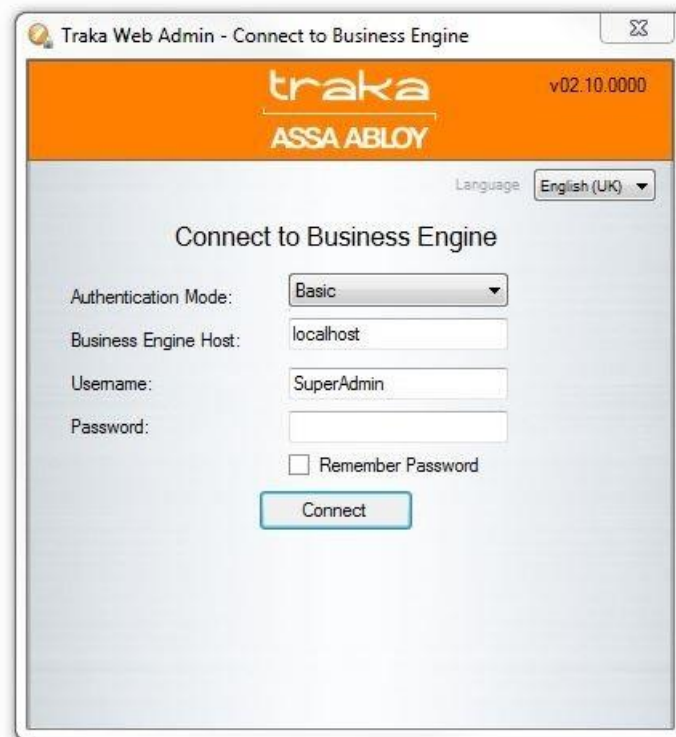 Traka Web Admin - Connect to Business Engine
traka
v02.10.0000
ASSA ABLOY
Language English (UK)
Connect to Business Engine
Authentication Mode: Basic
Business Engine Host: localhost
Username: SuperAdmin
Password:
Remember Password
Connect